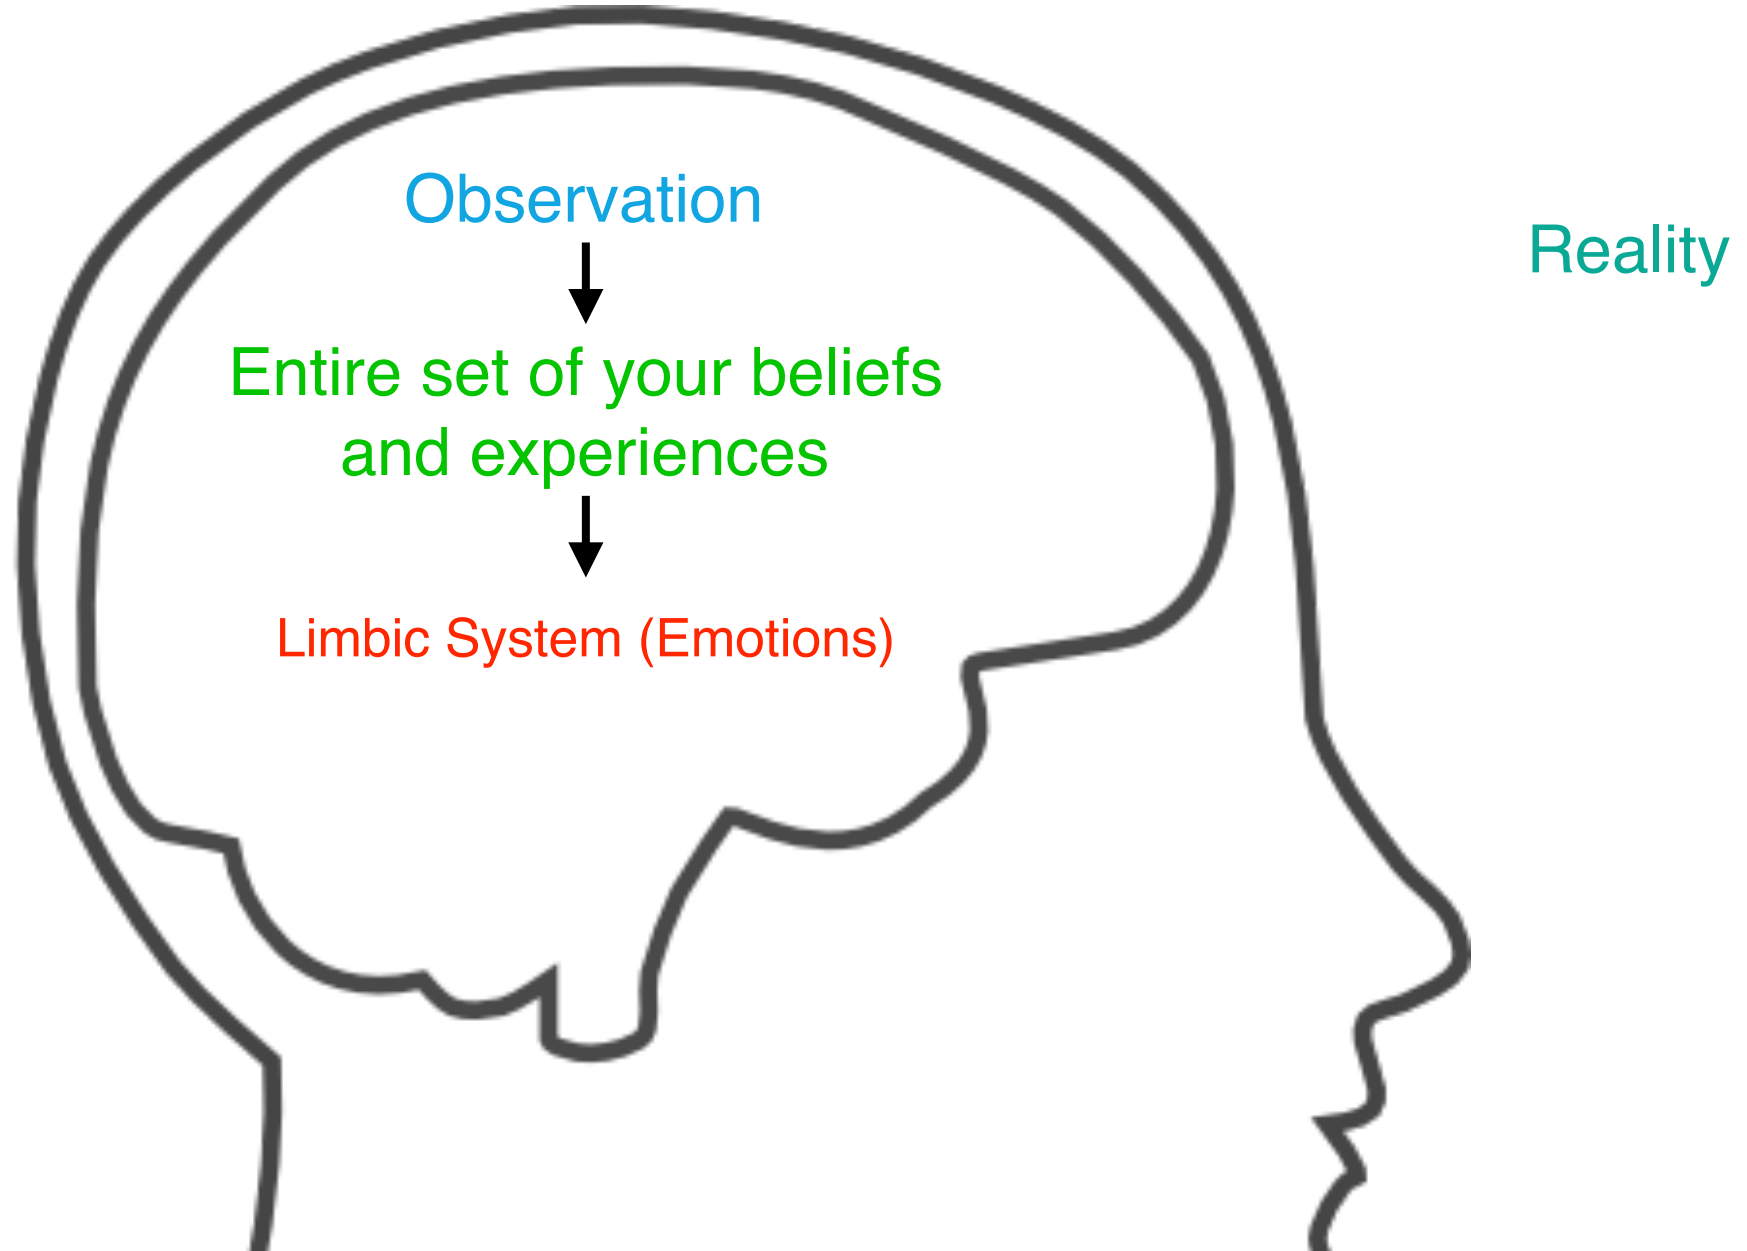 Observation
Reality
Entire set of your beliefs
and experiences
Limbic System (Emotions)